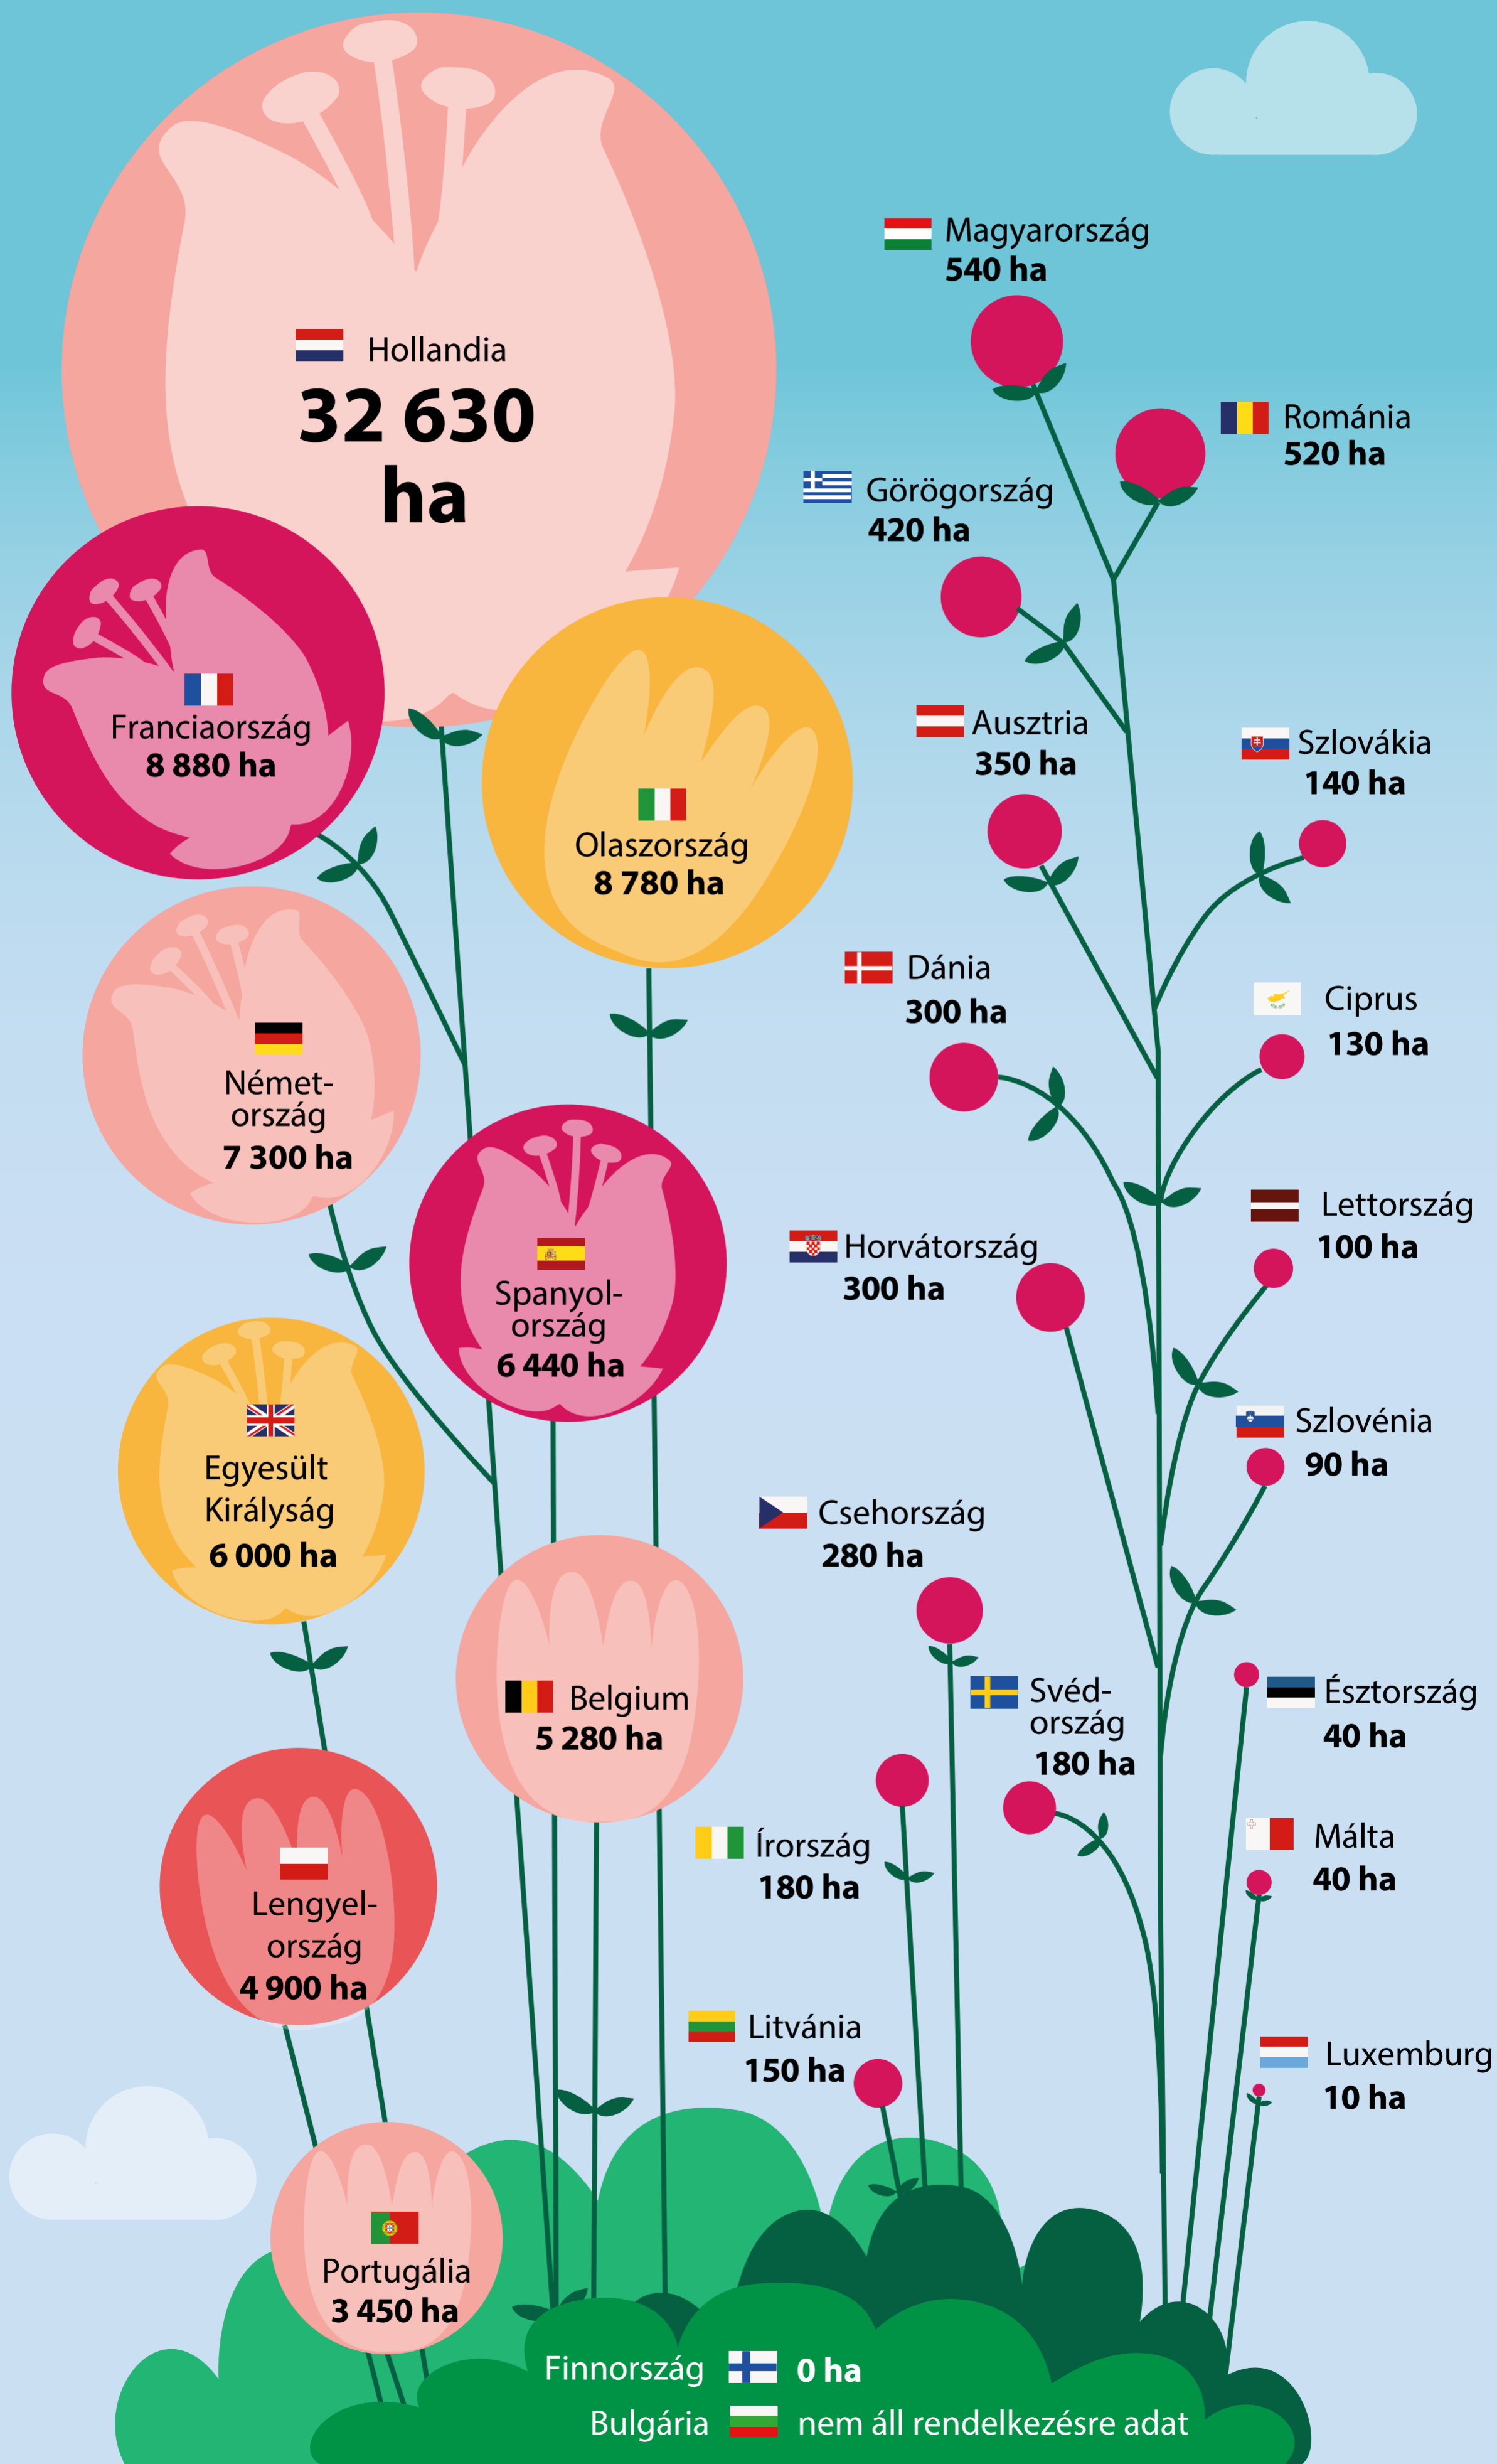 Hollandia
32 630
ha
Franciaország
8 880 ha
Olaszország
8 780 ha
Német-
ország
7 300 ha
Spanyol-
ország
6 440 ha
Egyesült
Királyság
6 000 ha
Belgium
5 280 ha
Lengyel-
ország
4 900 ha
Portugália
3 450 ha
Magyarország
540 ha
Románia
520 ha
Görögország
420 ha
Ausztria
350 ha
Szlovákia
140 ha
Dánia
300 ha
Ciprus
130 ha
Lettország
100 ha
Horvátország
300 ha
Szlovénia
90 ha
Csehország
280 ha
Svéd-
ország
180 ha
Észtország
40 ha
Írország
180 ha
Málta
40 ha
Litvánia
150 ha
Luxemburg
10 ha
Finnország 0 ha
Bulgária nem áll rendelkezésre adat